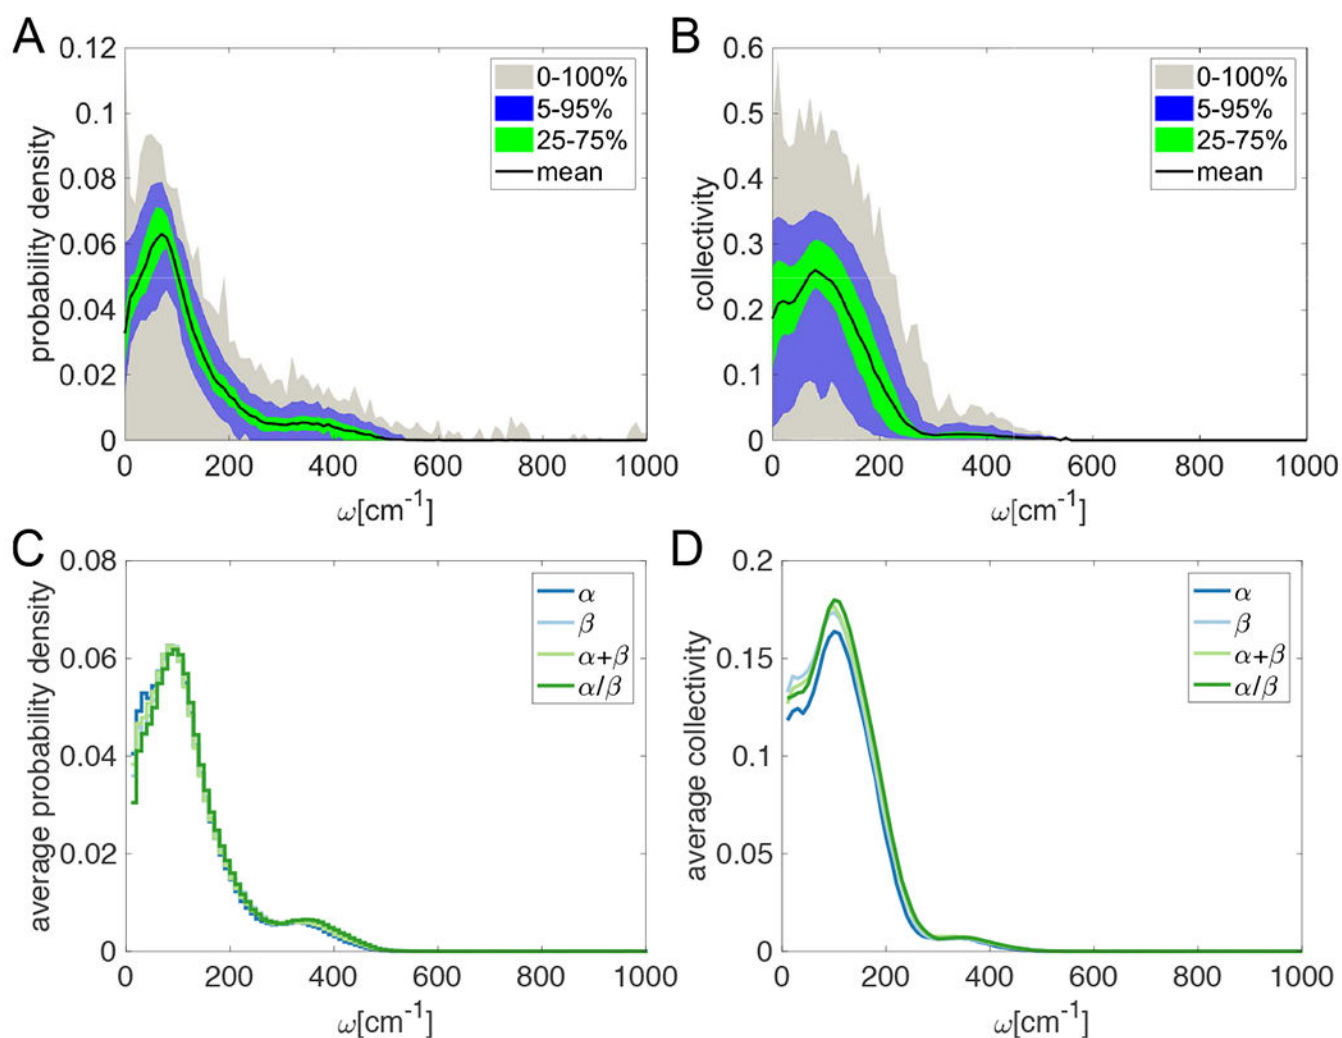 A
probability density
0.12
0.1
0.08
0.06
0.04
0.02
0
0-100%
5-95%
25-75%
mean
0 200 400 600 800 1000
ω[cm⁻¹]
B
collectivity
0.6
0.5
0.4
0.3
0.2
0.1
0
0-100%
5-95%
25-75%
mean
0 200 400 600 800 1000
ω[cm⁻¹]
C
average probability density
0.08
0.06
0.04
0.02
0
α
β
α+β
α/β
0 200 400 600 800 1000
ω[cm⁻¹]
D
average collectivity
0.2
0.15
0.1
0.05
0
α
β
α+β
α/β
0 200 400 600 800 1000
ω[cm⁻¹]